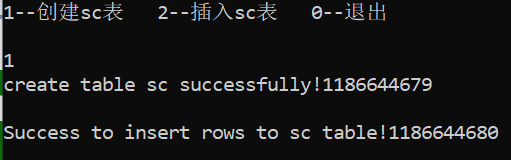 1--创建sc表   2--插入sc表   0--退出
1
create table sc successfully!1186644679
Success to insert rows to sc table!1186644680